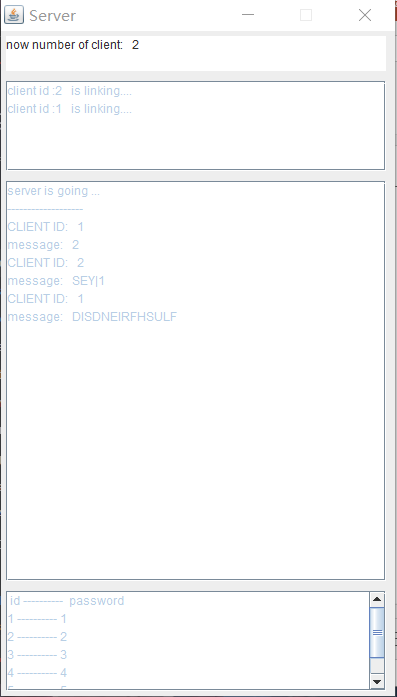 Server
now number of client: 2
client id :2 is linking....
client id :1 is linking....
server is going ...
-------------------
CLIENT ID: 1
message: 2
CLIENT ID: 2
message: SEY|1
CLIENT ID: 1
message: DISDNEIRFHSULF
id ---------- password
1 ---------- 1
2 ---------- 2
3 ---------- 3
4 ---------- 4
5 ---------- 5